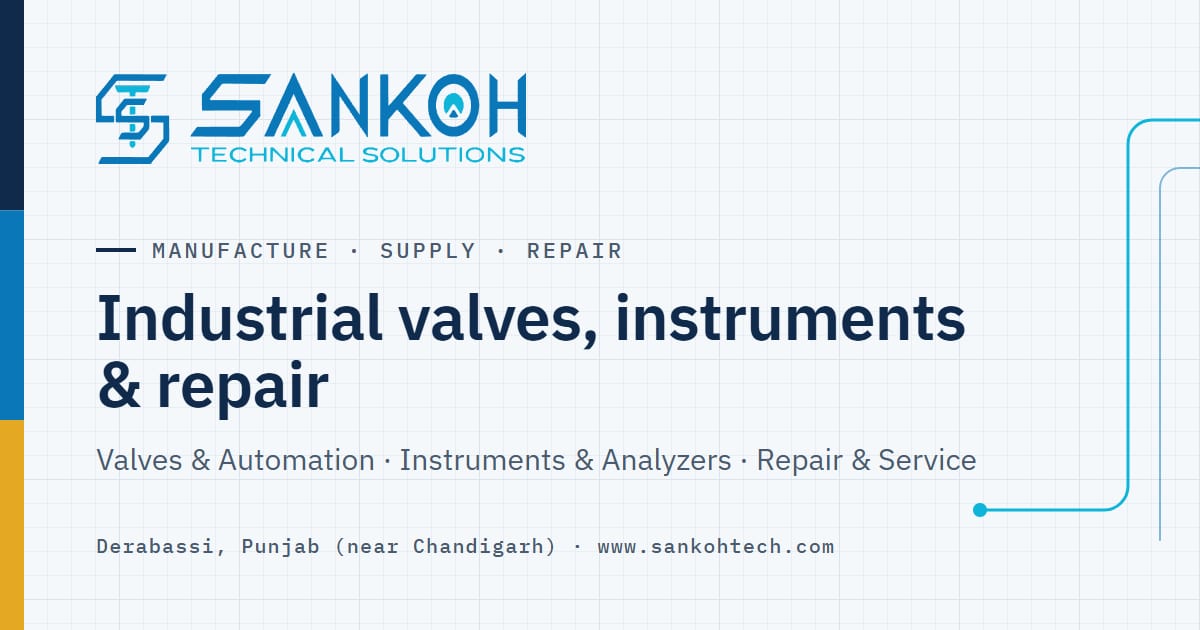 SANKOH
TECHNICAL SOLUTIONS
MANUFACTURE · SUPPLY · REPAIR
Industrial valves, instruments
& repair
Valves & Automation · Instruments & Analyzers · Repair & Service
Derabassi, Punjab (near Chandigarh) · www.sankohtech.com